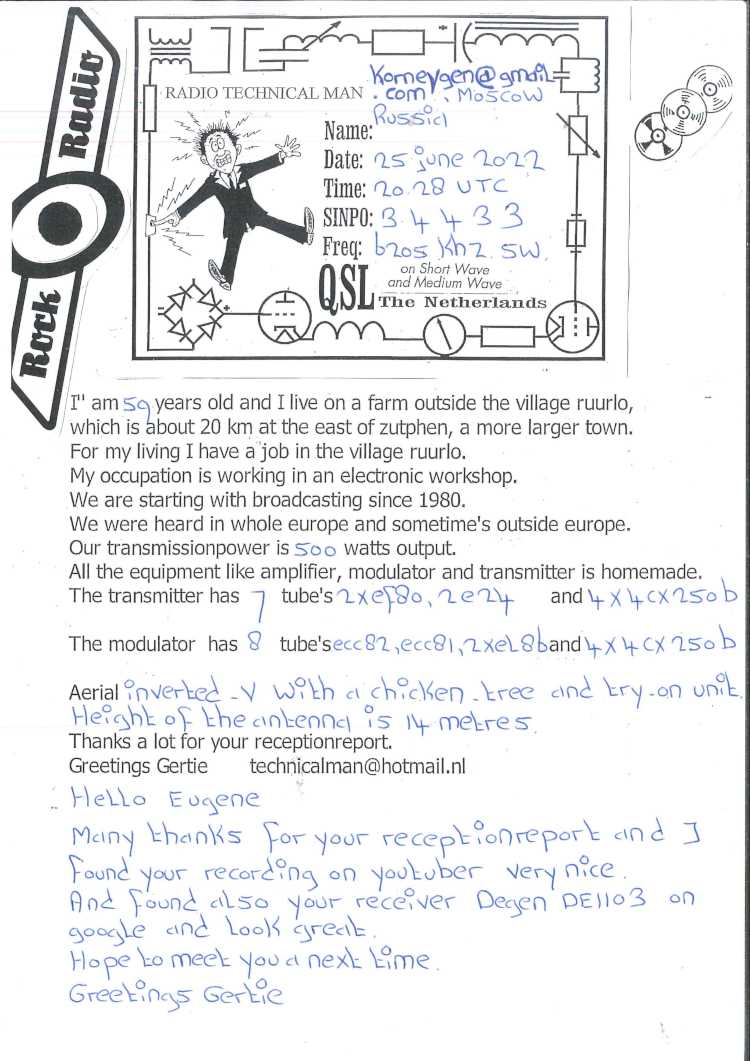 Rock Radio
RADIO TECHNICAL MAN
Korneygen@gmail
.com, Moscow
Russia
Name:
Date: 25 june 2022
Time: 20.28 UTC
SINPO: 3 4 4 3 3
Freq: 6205 khz SW.
QSL on Short Wave
and Medium Wave
The Netherlands
I" am 59 years old and I live on a farm outside the village ruurlo,
which is about 20 km at the east of zutphen, a more larger town.
For my living I have a job in the village ruurlo.
My occupation is working in an electronic workshop.
We are starting with broadcasting since 1980.
We were heard in whole europe and sometime's outside europe.
Our transmissionpower is 500 watts output.
All the equipment like amplifier, modulator and transmitter is homemade.
The transmitter has 7 tube's 2xef80, 2e24 and 4x4cx250b
The modulator has 8 tube's ecc82, ecc81, 2xel86 and 4x4cx250b
Aerial inverted-V with a chicken-tree and try-on unit.
Height of the antenna is 14 metres.
Thanks a lot for your receptionreport.
Greetings Gertie technicalman@hotmail.nl
Hello Eugene
Many thanks for your receptionreport and I
found your recording on youtuber very nice.
And found also your receiver Degen DE1103 on
google and look great.
Hope to meet you a next time.
Greetings Gertie